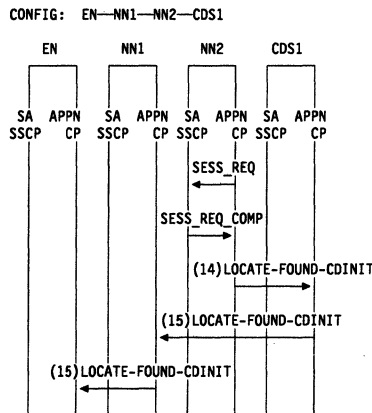 CONFIG: EN—NN1—NN2—CDS1
EN NN1 NN2 CDS1
SA APPN SA APPN SA APPN SA APPN
SSCP CP SSCP CP SSCP CP SSCP CP
SESS_REQ
SESS_REQ_COMP
(14)LOCATE-FOUND-CDINIT
(15)LOCATE-FOUND-CDINIT
(15)LOCATE-FOUND-CDINIT